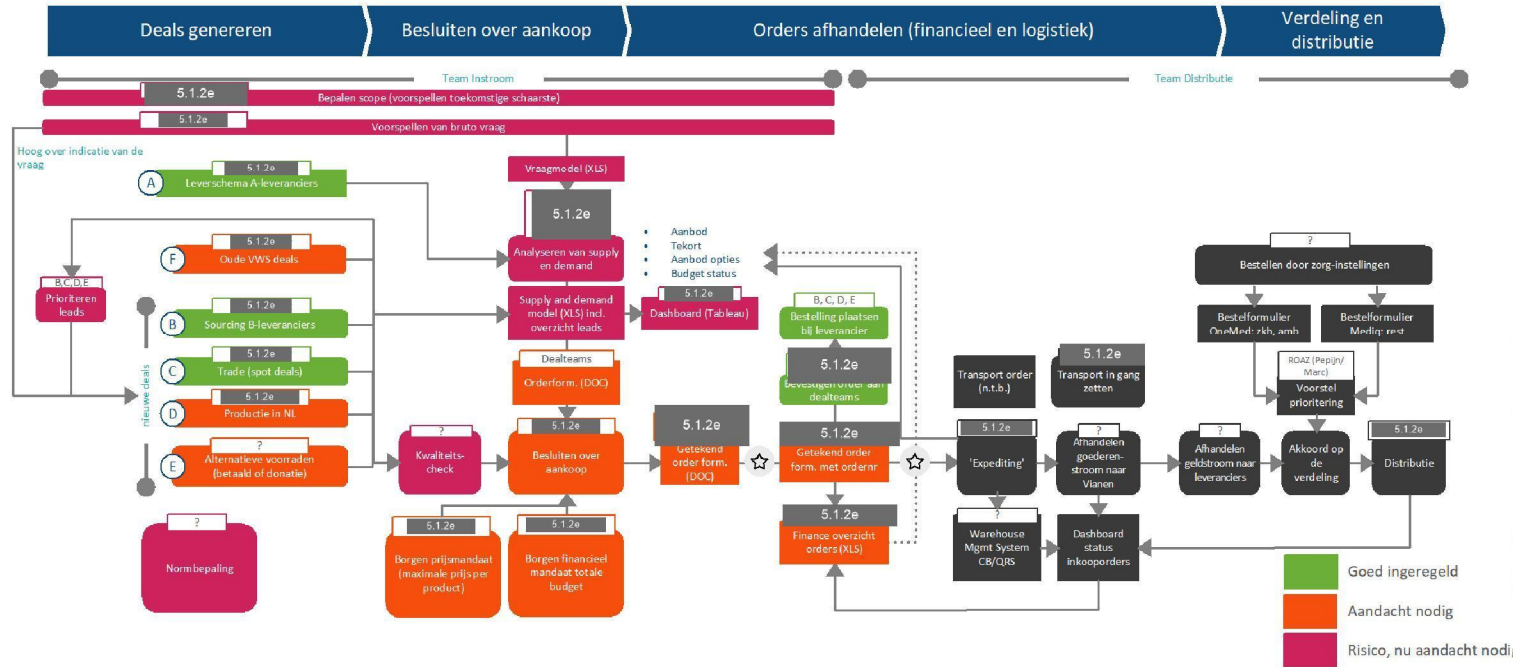 Deals genereren
Besluiten over aankoop
Orders afhandelen (financieel en logistiek)
Verdeling en
distributie
Team Instroom
Team Distributie
5.1.2e
Bepalen scope (voorspellen toekomstige schaarste)
5.1.2e
Voorspellen van bruto vraag
Hoog over indicatie van de
vraag
5.1.2e
A
Leverschema A-leveranciers
Vraagmodel (XLS)
5.1.2e
Analyseren van supply
en demand
• Aanbod
• Tekort
• Aanbod opties
• Budget status
5.1.2e
F
Oude VWS deals
?
Bestellen door zorg-instellingen
B,C,D,E
Prioriteren
leads
5.1.2e
B
Sourcing B-leveranciers
Supply and demand
model (XLS) incl.
overzicht leads
5.1.2e
Dashboard (Tableau)
B, C, D, E
Bestelling plaatsen
bij leverancier
Bestelformulier
OneMed: zkh, amb
Bestelformulier
Mediq: rest
nieuwe deals
5.1.2e
C
Trade (spot deals)
Dealteams
Orderform. (DOC)
5.1.2e
Bevestigen order aan
dealteams
Transport order
(n.t.b.)
5.1.2e
Transport in gang
zetten
ROAZ (Pepijn/
Marc)
Voorstel
prioritering
5.1.2e
D
Productie in NL
?
E
Alternatieve voorraden
(betaald of donatie)
?
Kwaliteits-
check
5.1.2e
Besluiten over
aankoop
5.1.2e
Getekend
order form.
(DOC)
5.1.2e
Getekend order
form. met ordernr
5.1.2e
'Expediting'
?
Afhandelen
goederen-
stroom naar
Vianen
?
Afhandelen
geldstroom naar
leveranciers
Akkoord op
de
verdeling
5.1.2e
Distributie
?
Normbepaling
5.1.2e
Borgen prijsmandaat
(maximale prijs per
product)
5.1.2e
Borgen financieel
mandaat totale
budget
5.1.2e
Finance overzicht
orders (XLS)
?
Warehouse
Mgmt System
CB/QRS
Dashboard
status
inkooporders
Goed ingeregeld
Aandacht nodig
Risico, nu aandacht nodig